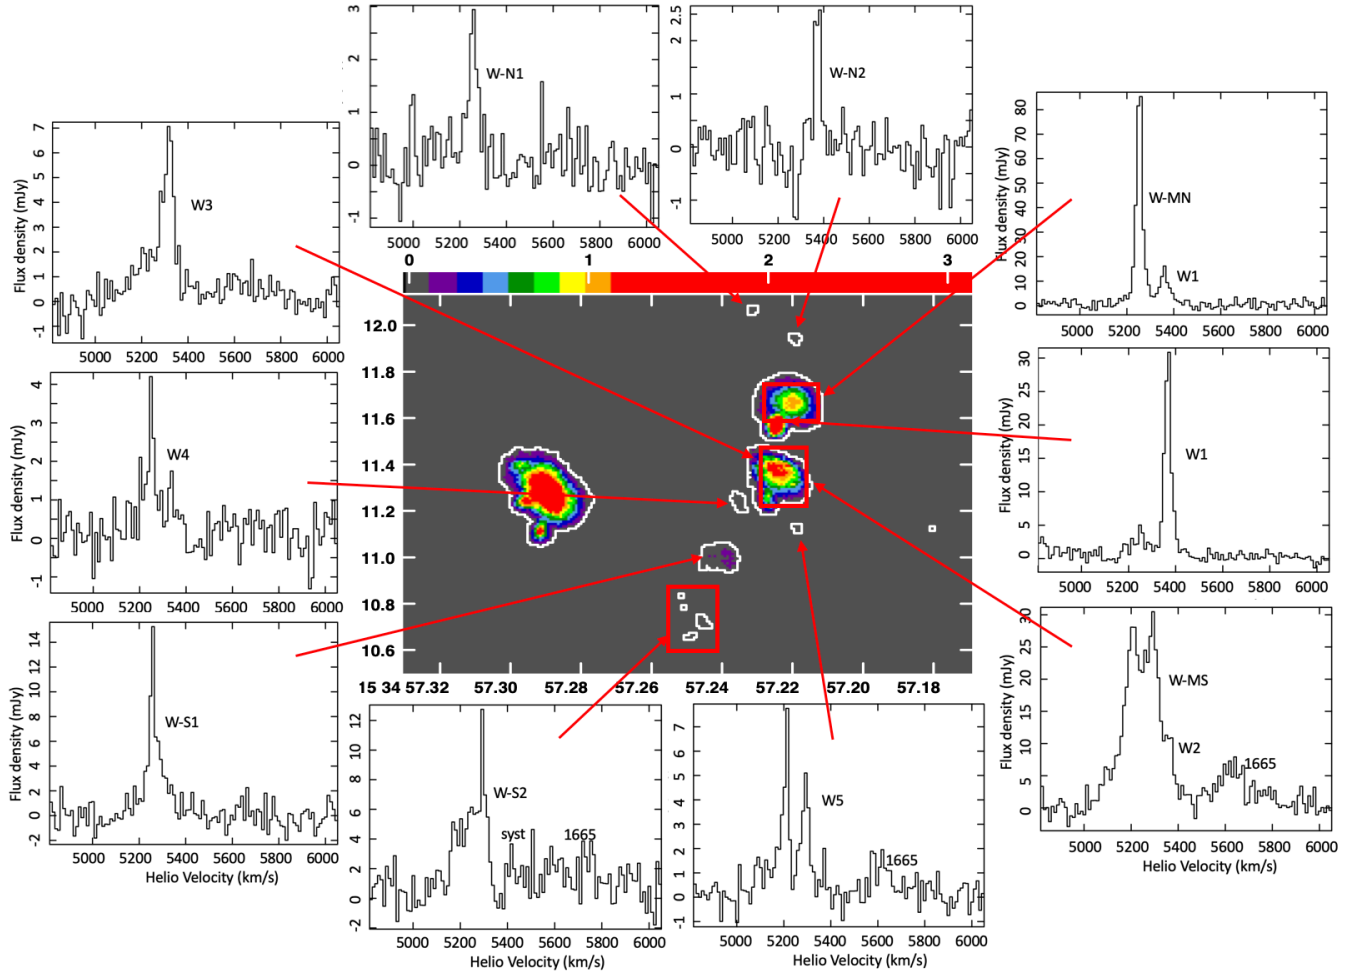 3
2
1
0
-1
W-N1
5000 5200 5400 5600 5800 6000
2.5
2
1
0
-1
W-N2
5000 5200 5400 5600 5800 6000
Flux density (mJy)
7
6
5
4
3
2
1
0
-1
W3
5000 5200 5400 5600 5800 6000
Flux density (mJy)
80
70
60
50
40
30
20
10
0
W-MN
W1
5000 5200 5400 5600 5800 6000
0 1 2 3
12.0
11.8
11.6
11.4
11.2
11.0
10.8
10.6
15 34 57.32 57.30 57.28 57.26 57.24 57.22 57.20 57.18
Flux density (mJy)
4
3
2
1
0
-1
W4
5000 5200 5400 5600 5800 6000
Flux density (mJy)
30
25
20
15
10
5
0
W1
5000 5200 5400 5600 5800 6000
Flux density (mJy)
14
12
10
8
6
4
2
0
-2
W-S1
5000 5200 5400 5600 5800 6000
Helio Velocity (km/s)
12
10
8
6
4
2
0
-2
W-S2
syst
1665
5000 5200 5400 5600 5800 6000
Helio Velocity (km/s)
7
6
5
4
3
2
1
0
-1
W5
1665
5000 5200 5400 5600 5800 6000
Helio Velocity (km/s)
Flux density (mJy)
30
25
20
15
10
5
0
W-MS
W2
1665
5000 5200 5400 5600 5800 6000
Helio Velocity (km/s)